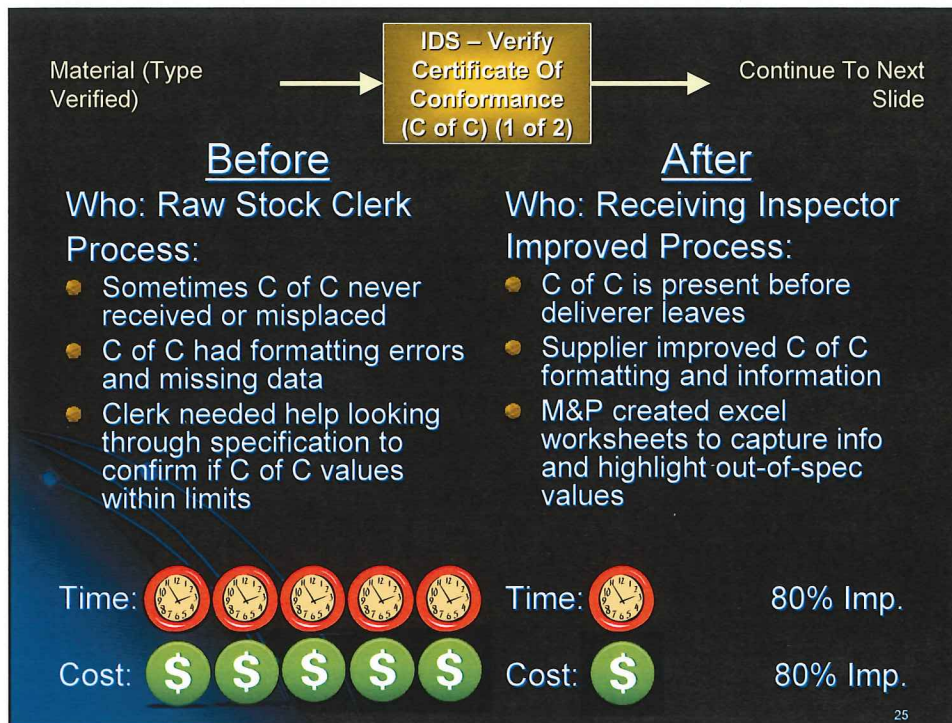 Material (Type
Verified)
IDS – Verify
Certificate Of
Conformance
(C of C) (1 of 2)
Continue To Next
Slide
Before
Who: Raw Stock Clerk
Process:
Sometimes C of C never
received or misplaced
C of C had formatting errors
and missing data
Clerk needed help looking
through specification to
confirm if C of C values
within limits
Time:
Cost:
$ $ $ $ $
After
Who: Receiving Inspector
Improved Process:
C of C is present before
deliverer leaves
Supplier improved C of C
formatting and information
M&P created excel
worksheets to capture info
and highlight out-of-spec
values
Time:
80% Imp.
Cost:
$
80% Imp.
25